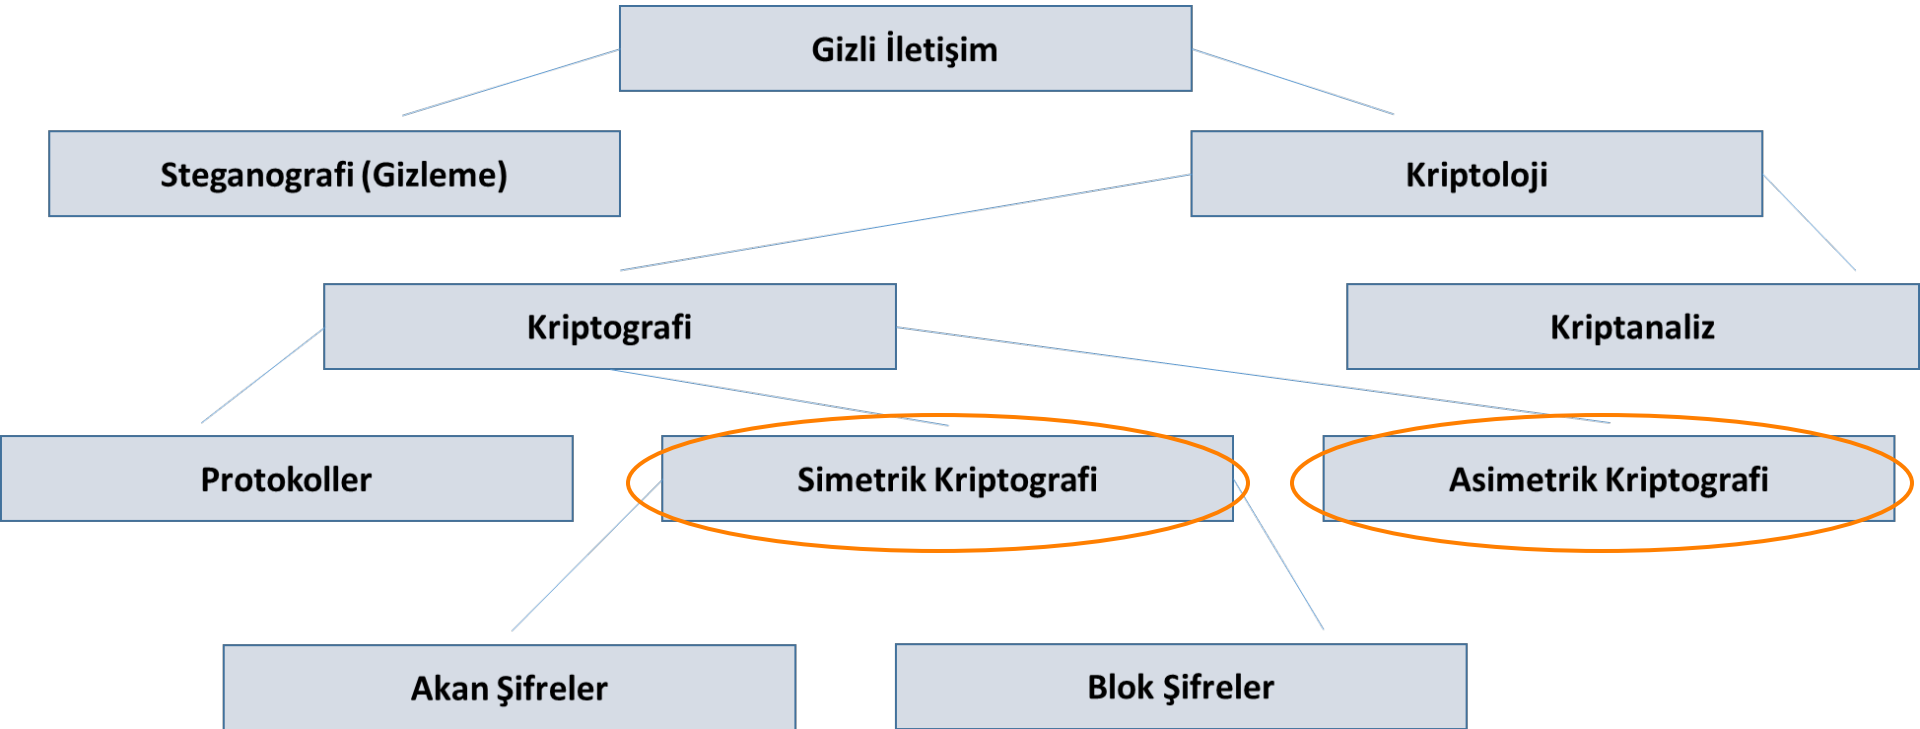 Gizli İletişim
Steganografi (Gizleme)
Kriptoloji
Kriptografi
Kriptanaliz
Protokoller
Simetrik Kriptografi
Asimetrik Kriptografi
Akan Şifreler
Blok Şifreler